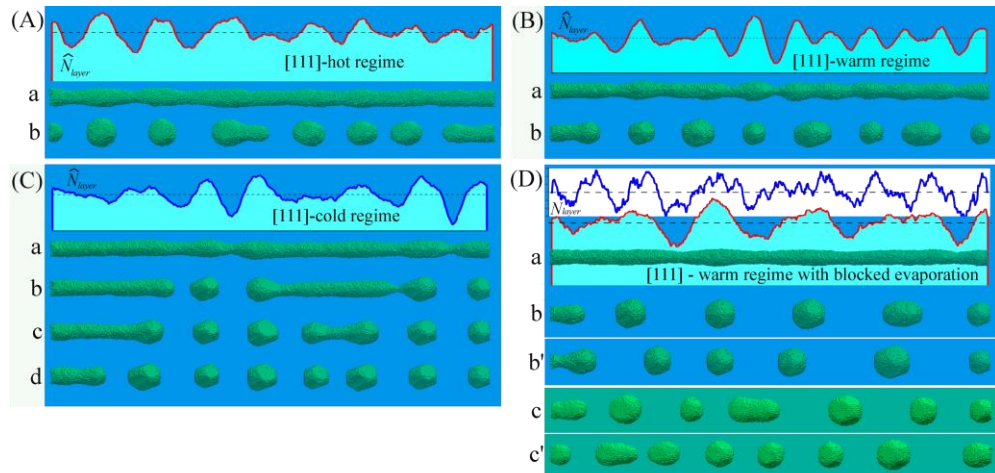 (A)
N̂layer
[111]-hot regime
a
b
(B)
N̂layer
[111]-warm regime
a
b
(C)
N̂layer
[111]-cold regime
a
b
c
d
(D)
Nlayer
a
[111] - warm regime with blocked evaporation
b
b'
c
c'